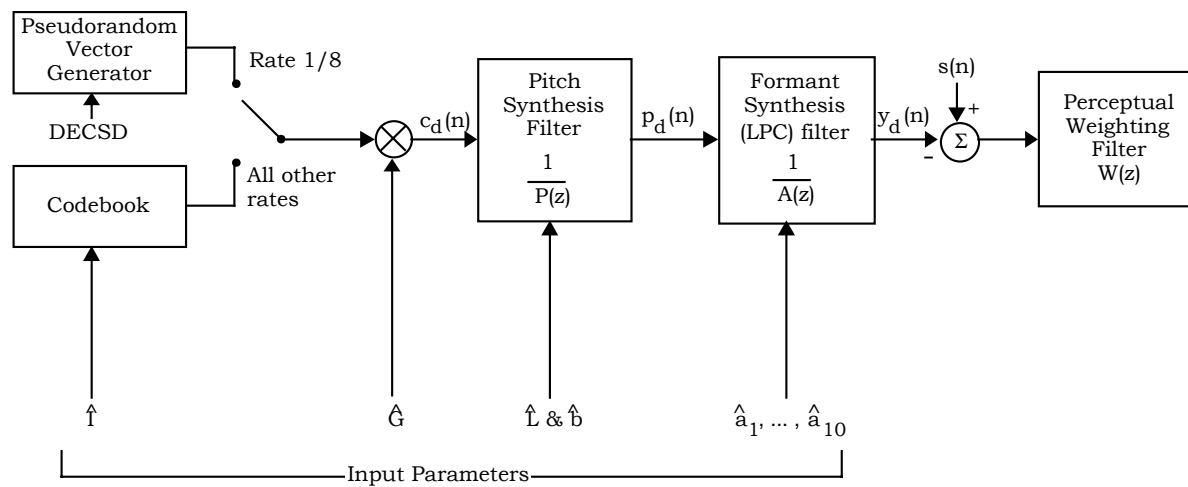 Pseudorandom
Vector
Generator
DECSD
Rate 1/8
Codebook
All other
rates
c_d(n)
Pitch
Synthesis
Filter
1
P(z)
p_d(n)
Formant
Synthesis
(LPC) filter
1
A(z)
y_d(n)
s(n)
+
-
Σ
Perceptual
Weighting
Filter
W(z)
Î
Ĝ
L̂ & b̂
â_1, ... , â_10
Input Parameters